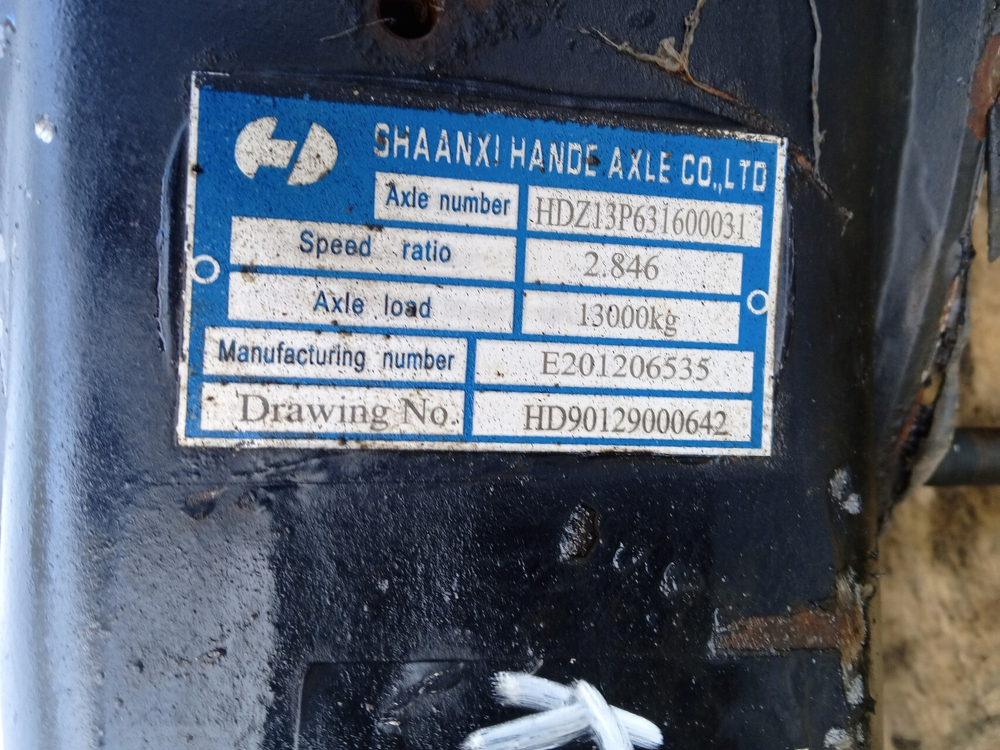 SHAANXI HANDE AXLE CO.,LTD
Axle number HDZ13P631600031
Speed ratio 2.846
Axle load 13000kg
Manufacturing number E201206535
Drawing No. HD90129000642